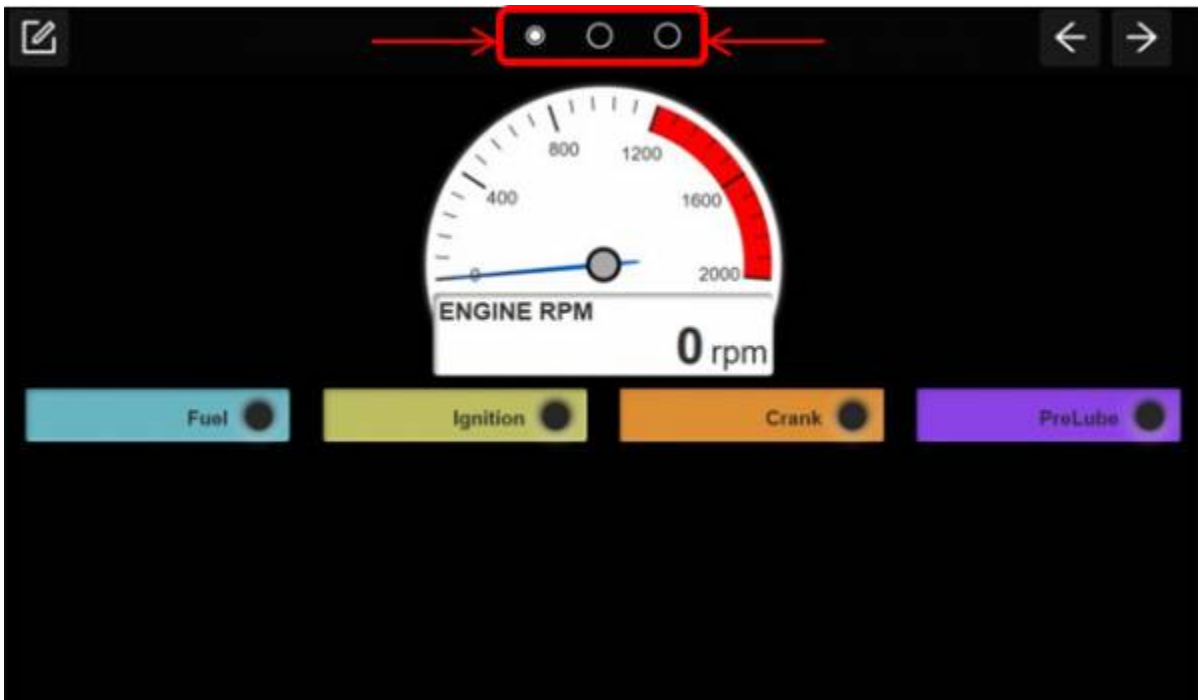 800 1200
400 1600
0 2000
ENGINE RPM
0 rpm
Fuel Ignition Crank PreLube